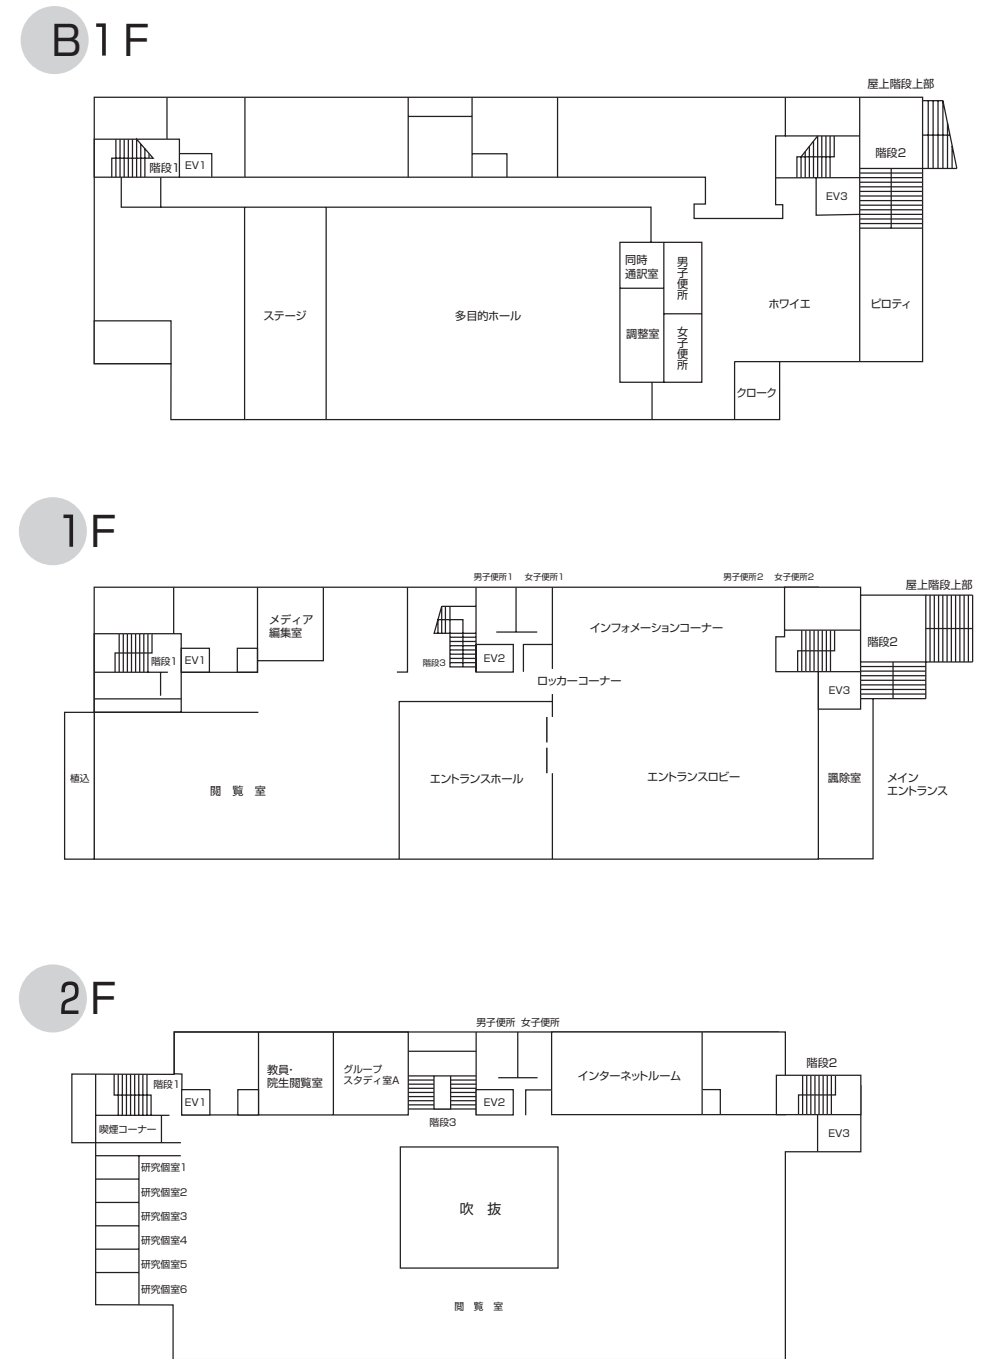 B1F
屋上階段上部
階段1
EV1
階段2
EV3
同時
通訳室
男子便所
ステージ
多目的ホール
調整室
女子便所
ホワイエ
ピロティ
クローク
1F
男子便所1 女子便所1
男子便所2 女子便所2
屋上階段上部
メディア
編集室
インフォメーションコーナー
階段1
EV1
階段3
EV2
階段2
ロッカーコーナー
EV3
植込
閲 覧 室
エントランスホール
エントランスロビー
諷除室
メイン
エントランス
2F
男子便所 女子便所
階段2
階段1
EV1
教員・
院生閲覧室
グループ
スタディ室A
EV2
インターネットルーム
階段3
喫煙コーナー
EV3
研究個室1
研究個室2
研究個室3
研究個室4
研究個室5
研究個室6
吹 抜
閲 覧 室